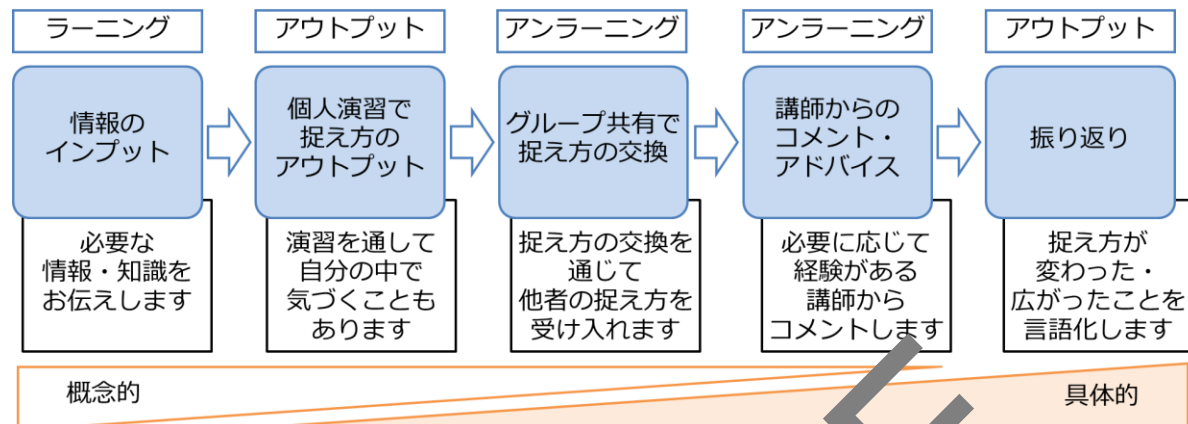 ラーニング
アウトプット
アンラーニング
アンラーニング
アウトプット
情報の
インプット
個人演習で
捉え方の
アウトプット
グループ共有で
捉え方の交換
講師からの
コメント・
アドバイス
振り返り
必要な
情報・知識を
お伝えします
演習を通して
自分の中で
気づくことも
あります
捉え方の交換を
通じて
他者の捉え方を
受け入れます
必要に応じて
経験がある
講師から
コメントします
捉え方が
変わった・
広がったことを
言語化します
概念的
具体的